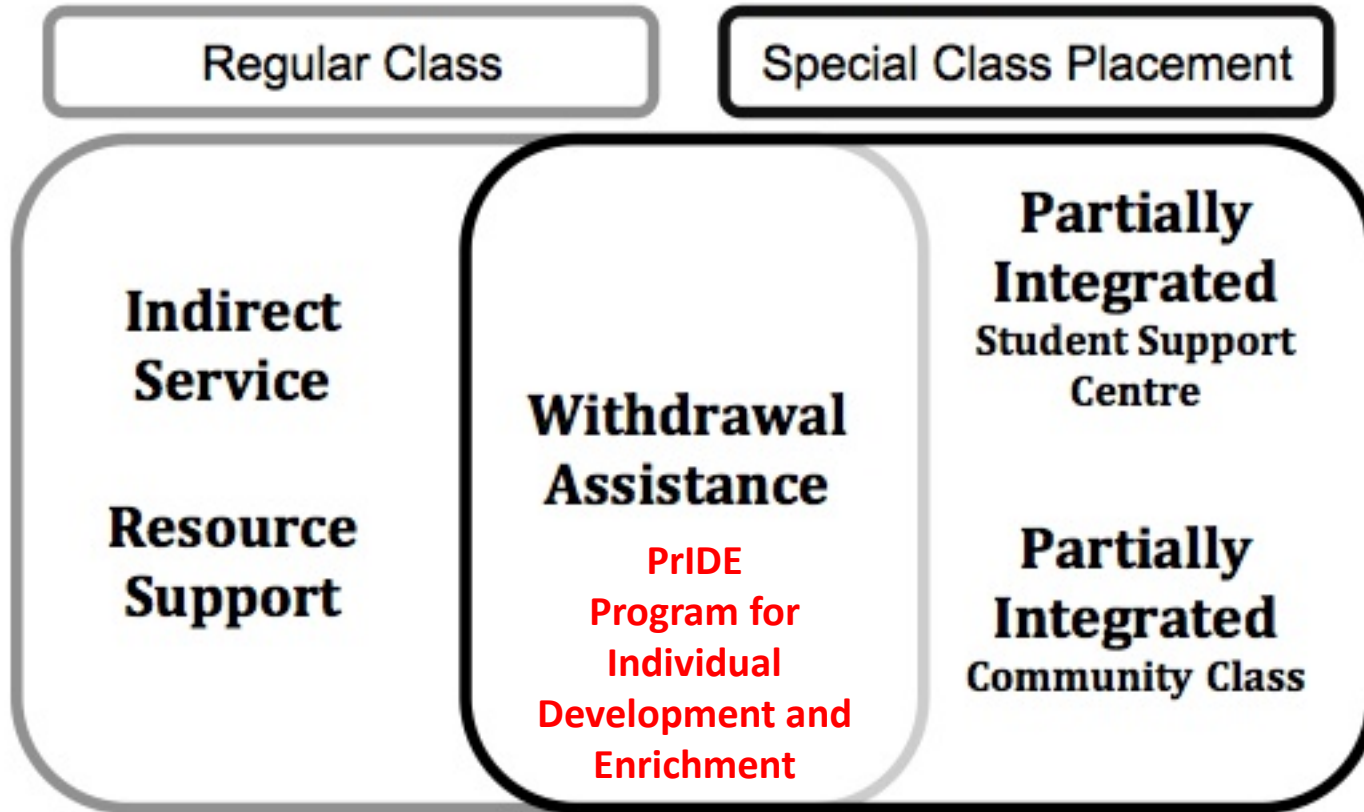 Regular Class
Special Class Placement
Indirect
Service
Resource
Support
Withdrawal
Assistance
PrIDE
Program for
Individual
Development and
Enrichment
Partially
Integrated
Student Support
Centre
Partially
Integrated
Community Class